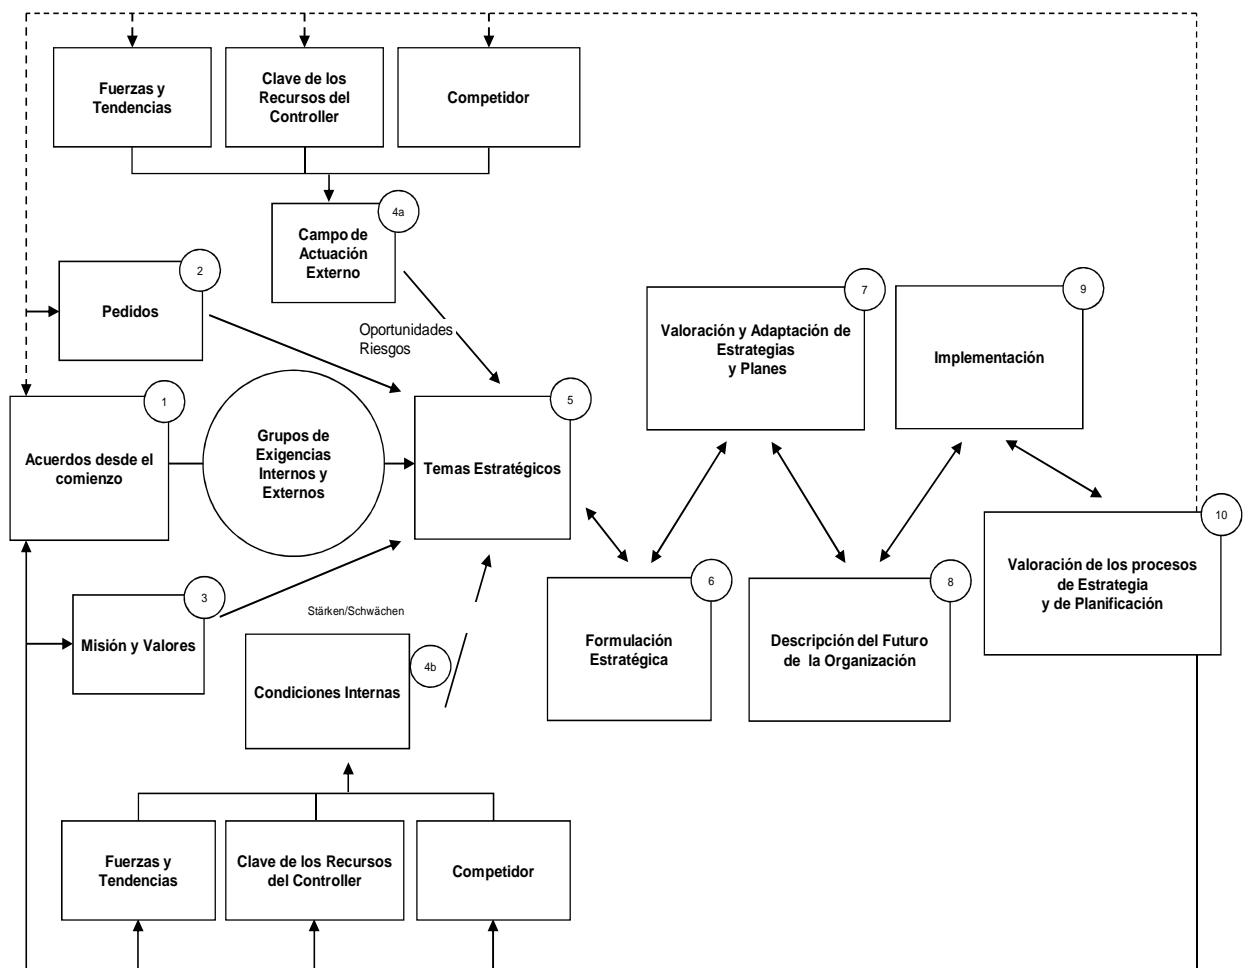 Fuerzas y
Tendencias
Clave de los
Recursos del
Controller
Competidor
4a
Campo de
Actuación
Externo
2
Pedidos
Oportunidades
Riesgos
7
Valoración y Adaptación de
Estrategias
y Planes
9
Implementación
1
Acuerdos desde el
comienzo
Grupos de
Exigencias
Internos y
Externos
5
Temas Estratégicos
10
Valoración de los procesos
de Estrategia
y de Planificación
3
Misión y Valores
Stärken/Schwächen
4b
Condiciones Internas
6
Formulación
Estratégica
8
Descripción del Futuro
de la Organización
Fuerzas y
Tendencias
Clave de los Recursos
del Controller
Competidor